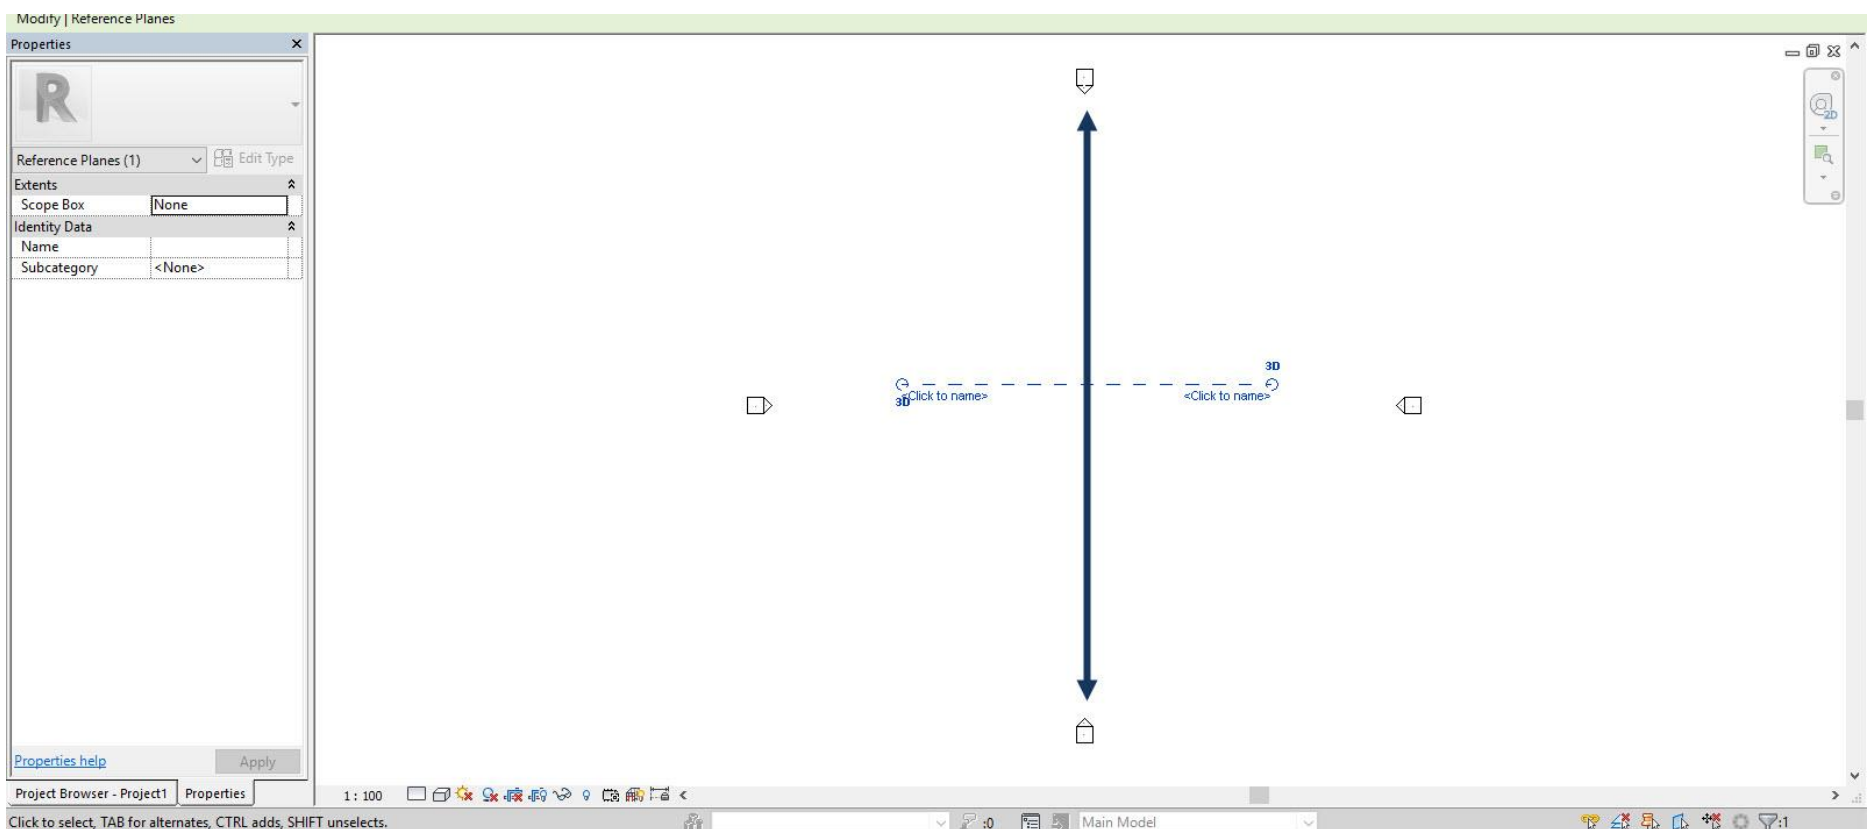 Modify | Reference Planes
Properties
R
Reference Planes (1)
Edit Type
Extents
Scope Box None
Identity Data
Name
Subcategory <None>
2D
3D
<Click to name> <Click to name>
3D
Properties help Apply
Project Browser - Project1 Properties
1 : 100
Click to select, TAB for alternates, CTRL adds, SHIFT unselects.
:0 Main Model :1